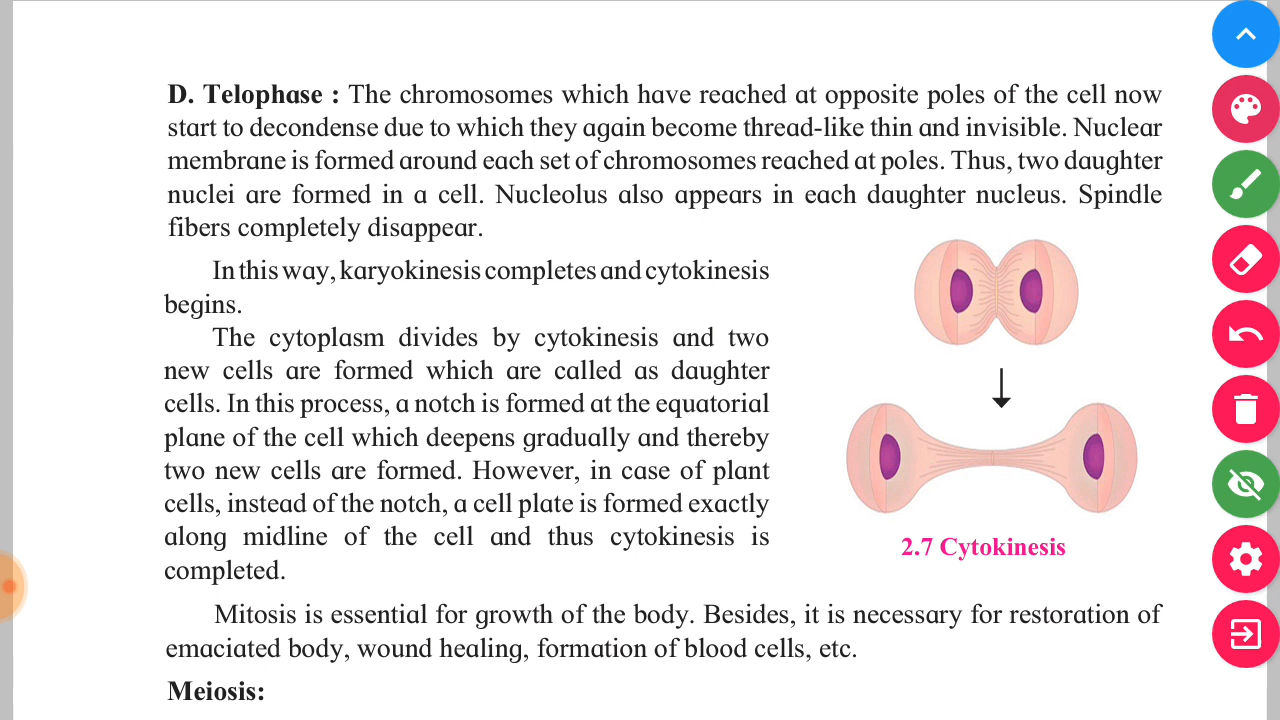 D. Telophase : The chromosomes which have reached at opposite poles of the cell now
start to decondense due to which they again become thread-like thin and invisible. Nuclear
membrane is formed around each set of chromosomes reached at poles. Thus, two daughter
nuclei are formed in a cell. Nucleolus also appears in each daughter nucleus. Spindle
fibers completely disappear.
In this way, karyokinesis completes and cytokinesis
begins.
The cytoplasm divides by cytokinesis and two
new cells are formed which are called as daughter
cells. In this process, a notch is formed at the equatorial
plane of the cell which deepens gradually and thereby
two new cells are formed. However, in case of plant
cells, instead of the notch, a cell plate is formed exactly
along midline of the cell and thus cytokinesis is
completed.
2.7 Cytokinesis
Mitosis is essential for growth of the body. Besides, it is necessary for restoration of
emaciated body, wound healing, formation of blood cells, etc.
Meiosis: